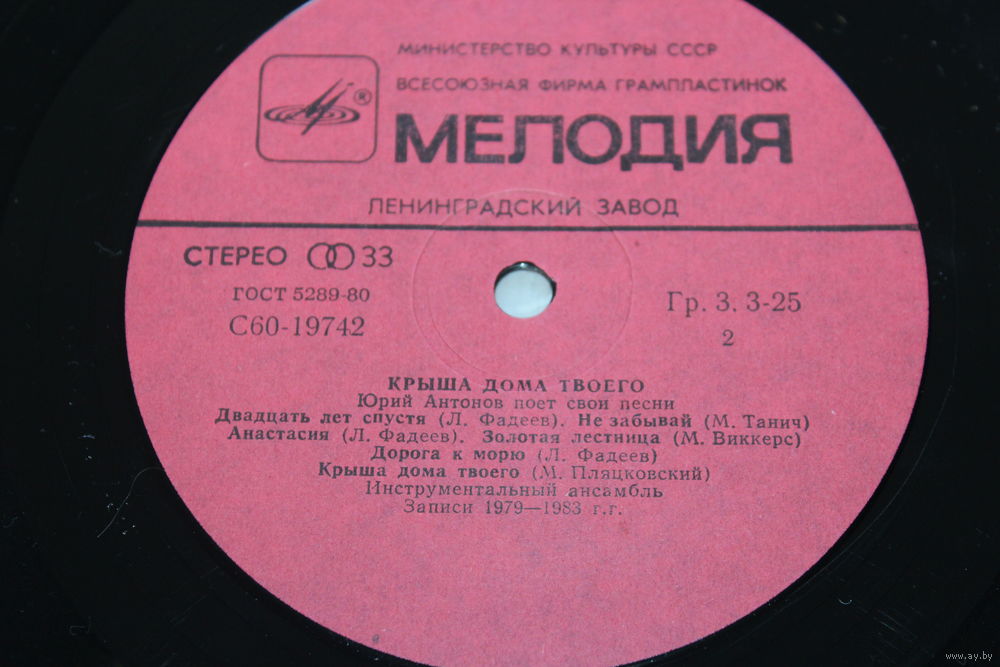 МИНИСТЕРСТВО КУЛЬТУРЫ СССР
ВСЕСОЮЗНАЯ ФИРМА ГРАМПЛАСТИНОК
®
МЕЛОДИЯ
ЛЕНИНГРАДСКИЙ ЗАВОД
СТЕРЕО 33
ГОСТ 5289-80
С60-19742
Гр. 3. 3-25
2
КРЫША ДОМА ТВОЕГО
Юрий Антонов поет свои песни
Двадцать лет спустя (Л. Фадеев). Не забывай (М. Танич)
Анастасия (Л. Фадеев). Золотая лестница (М. Виккерс)
Дорога к морю (Л. Фадеев)
Крыша дома твоего (М. Пляцковский)
Инструментальный ансамбль
Записи 1979—1983 г.г.
www.ay.by